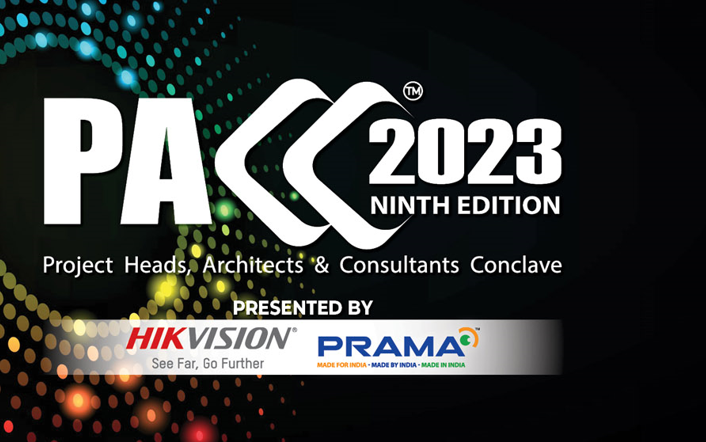 PACC™ 2023
NINTH EDITION
Project Heads, Architects & Consultants Conclave
PRESENTED BY
HIKVISION®
See Far, Go Further
PRAMA™
MADE FOR INDIA • MADE BY INDIA • MADE IN INDIA